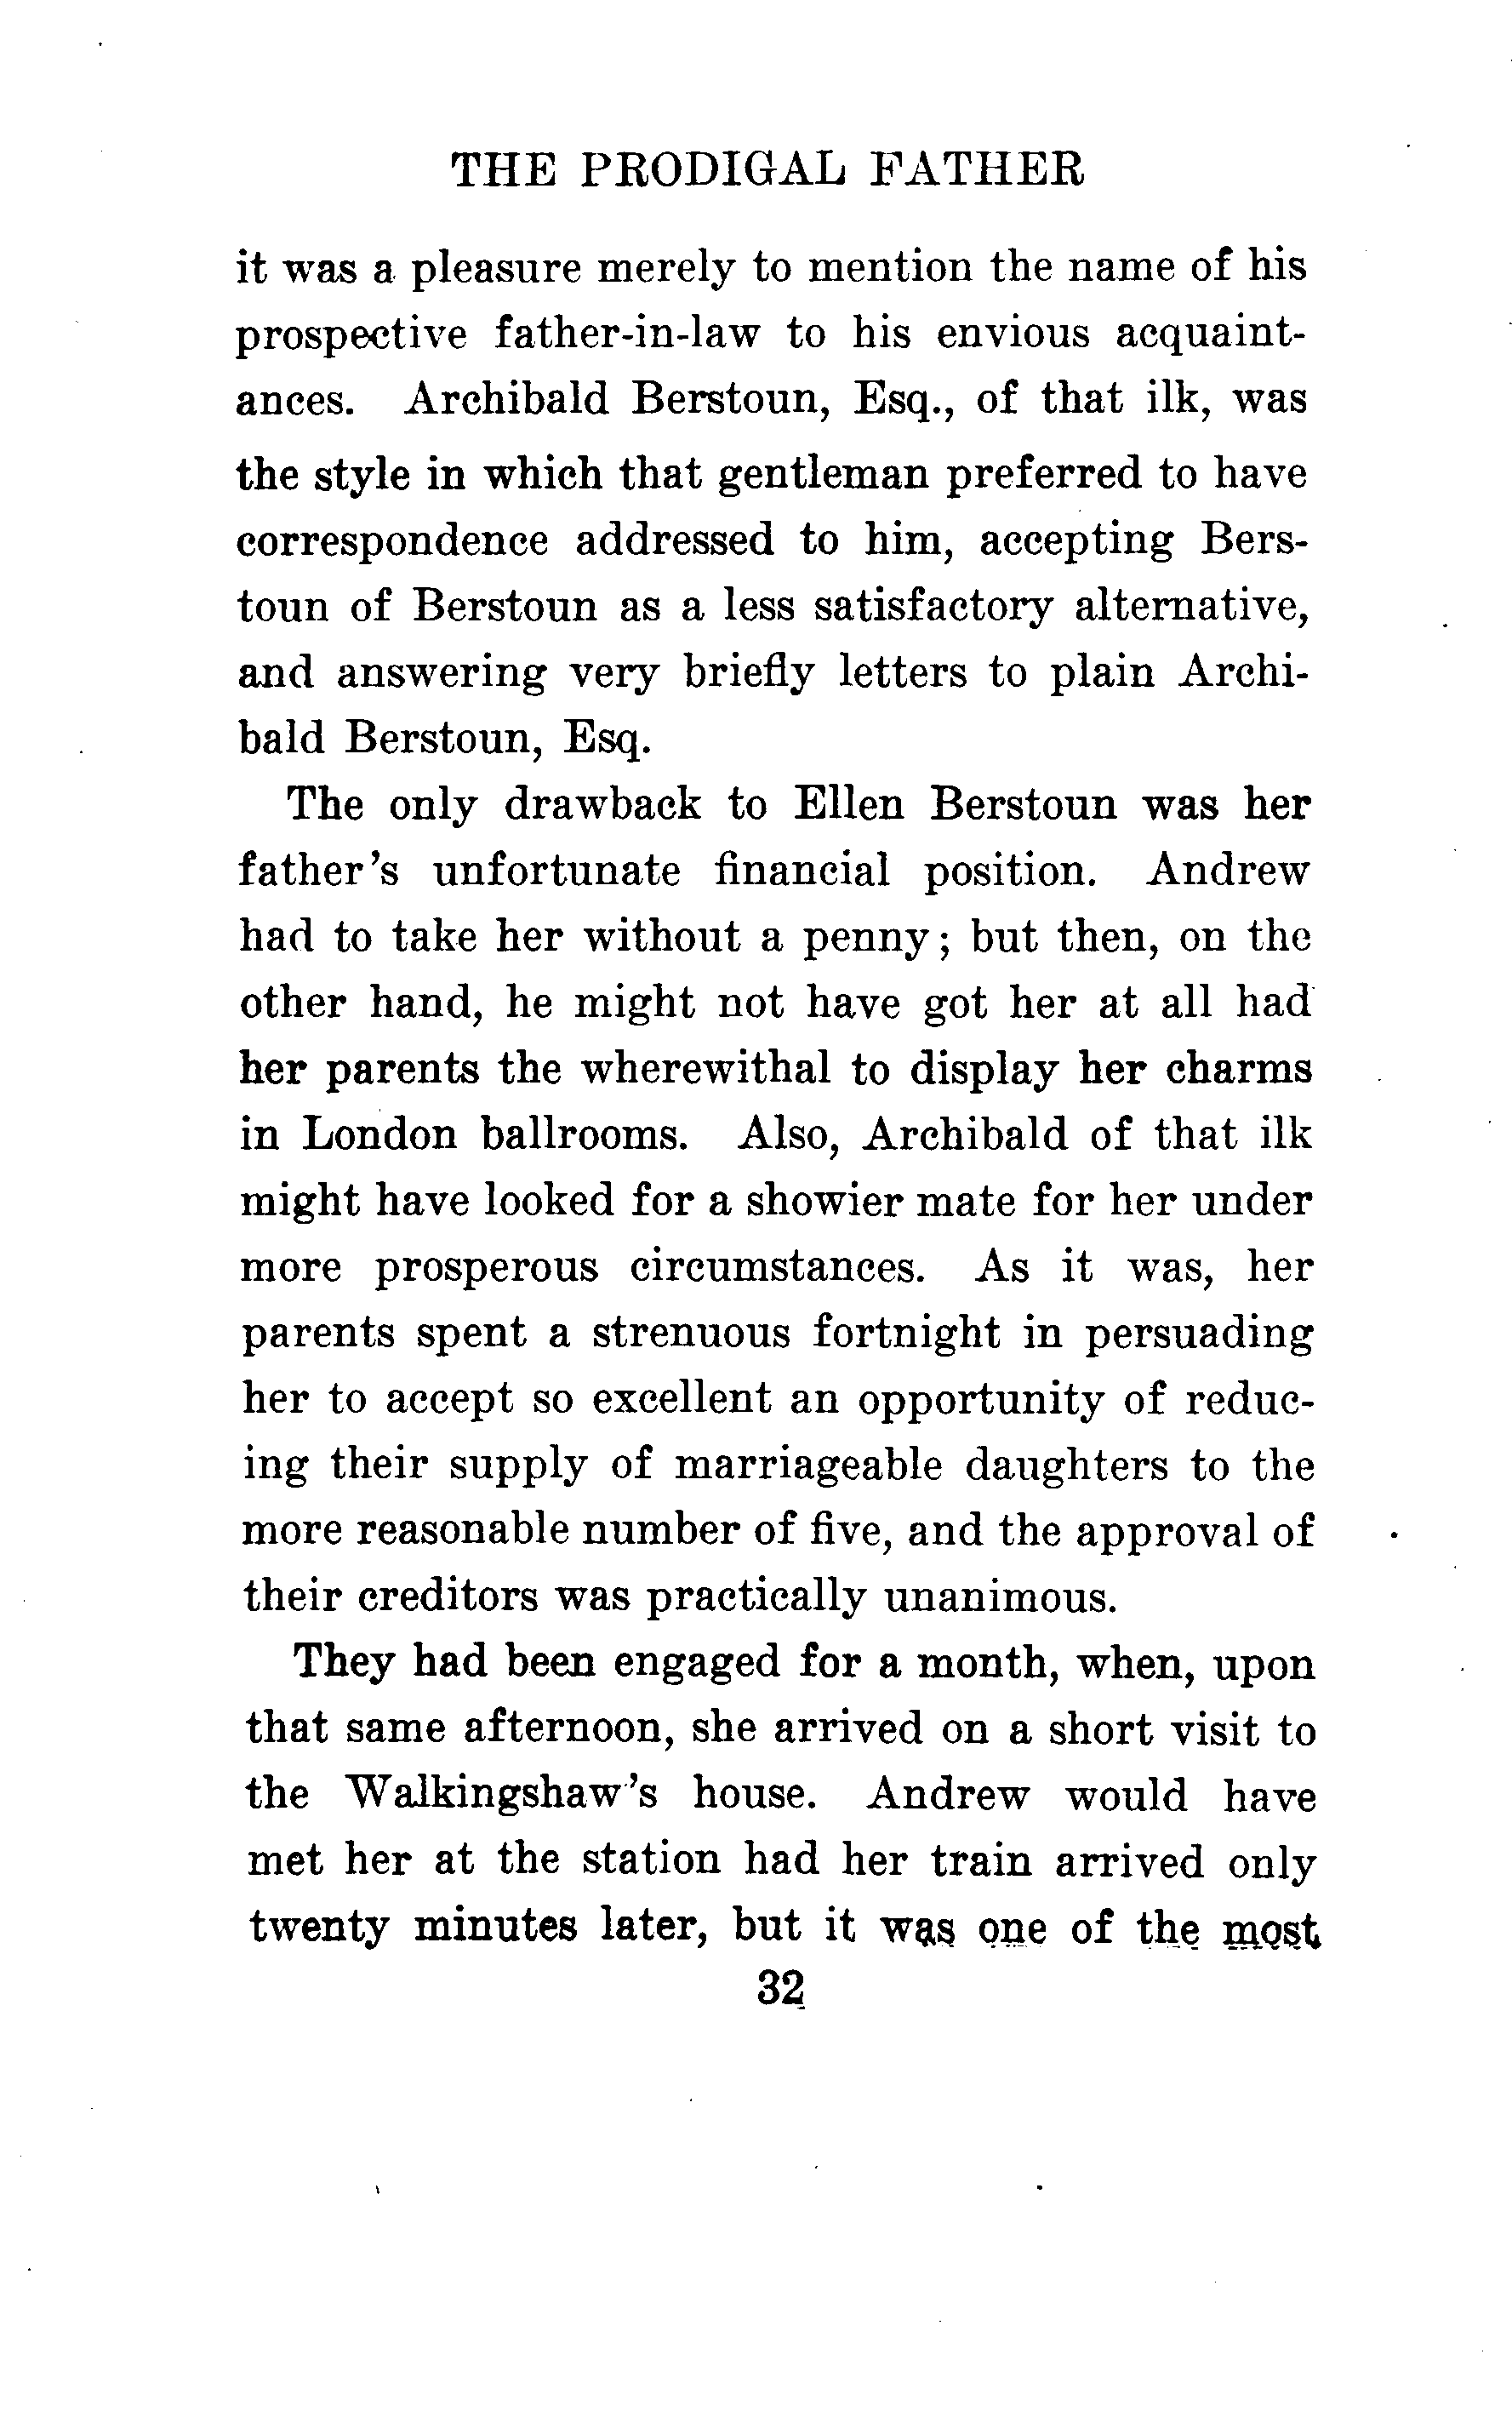 THE PRODIGAL FATHER
it was a pleasure merely to mention the name of his
prospective father-in-law to his envious acquaint-
ances. Archibald Berstoun, Esq., of that ilk, was
the style in which that gentleman preferred to have
correspondence addressed to him, accepting Bers-
toun of Berstoun as a less satisfactory alternative,
and answering very briefly letters to plain Archi-
bald Berstoun, Esq.
The only drawback to Ellen Berstoun was her
father's unfortunate financial position. Andrew
had to take her without a penny; but then, on the
other hand, he might not have got her at all had
her parents the wherewithal to display her charms
in London ballrooms. Also, Archibald of that ilk
might have looked for a showier mate for her under
more prosperous circumstances. As it was, her
parents spent a strenuous fortnight in persuading
her to accept so excellent an opportunity of reduc-
ing their supply of marriageable daughters to the
more reasonable number of five, and the approval of
their creditors was practically unanimous.
They had been engaged for a month, when, upon
that same afternoon, she arrived on a short visit to
the Walkingshaw's house. Andrew would have
met her at the station had her train arrived only
twenty minutes later, but it was one of the most
32